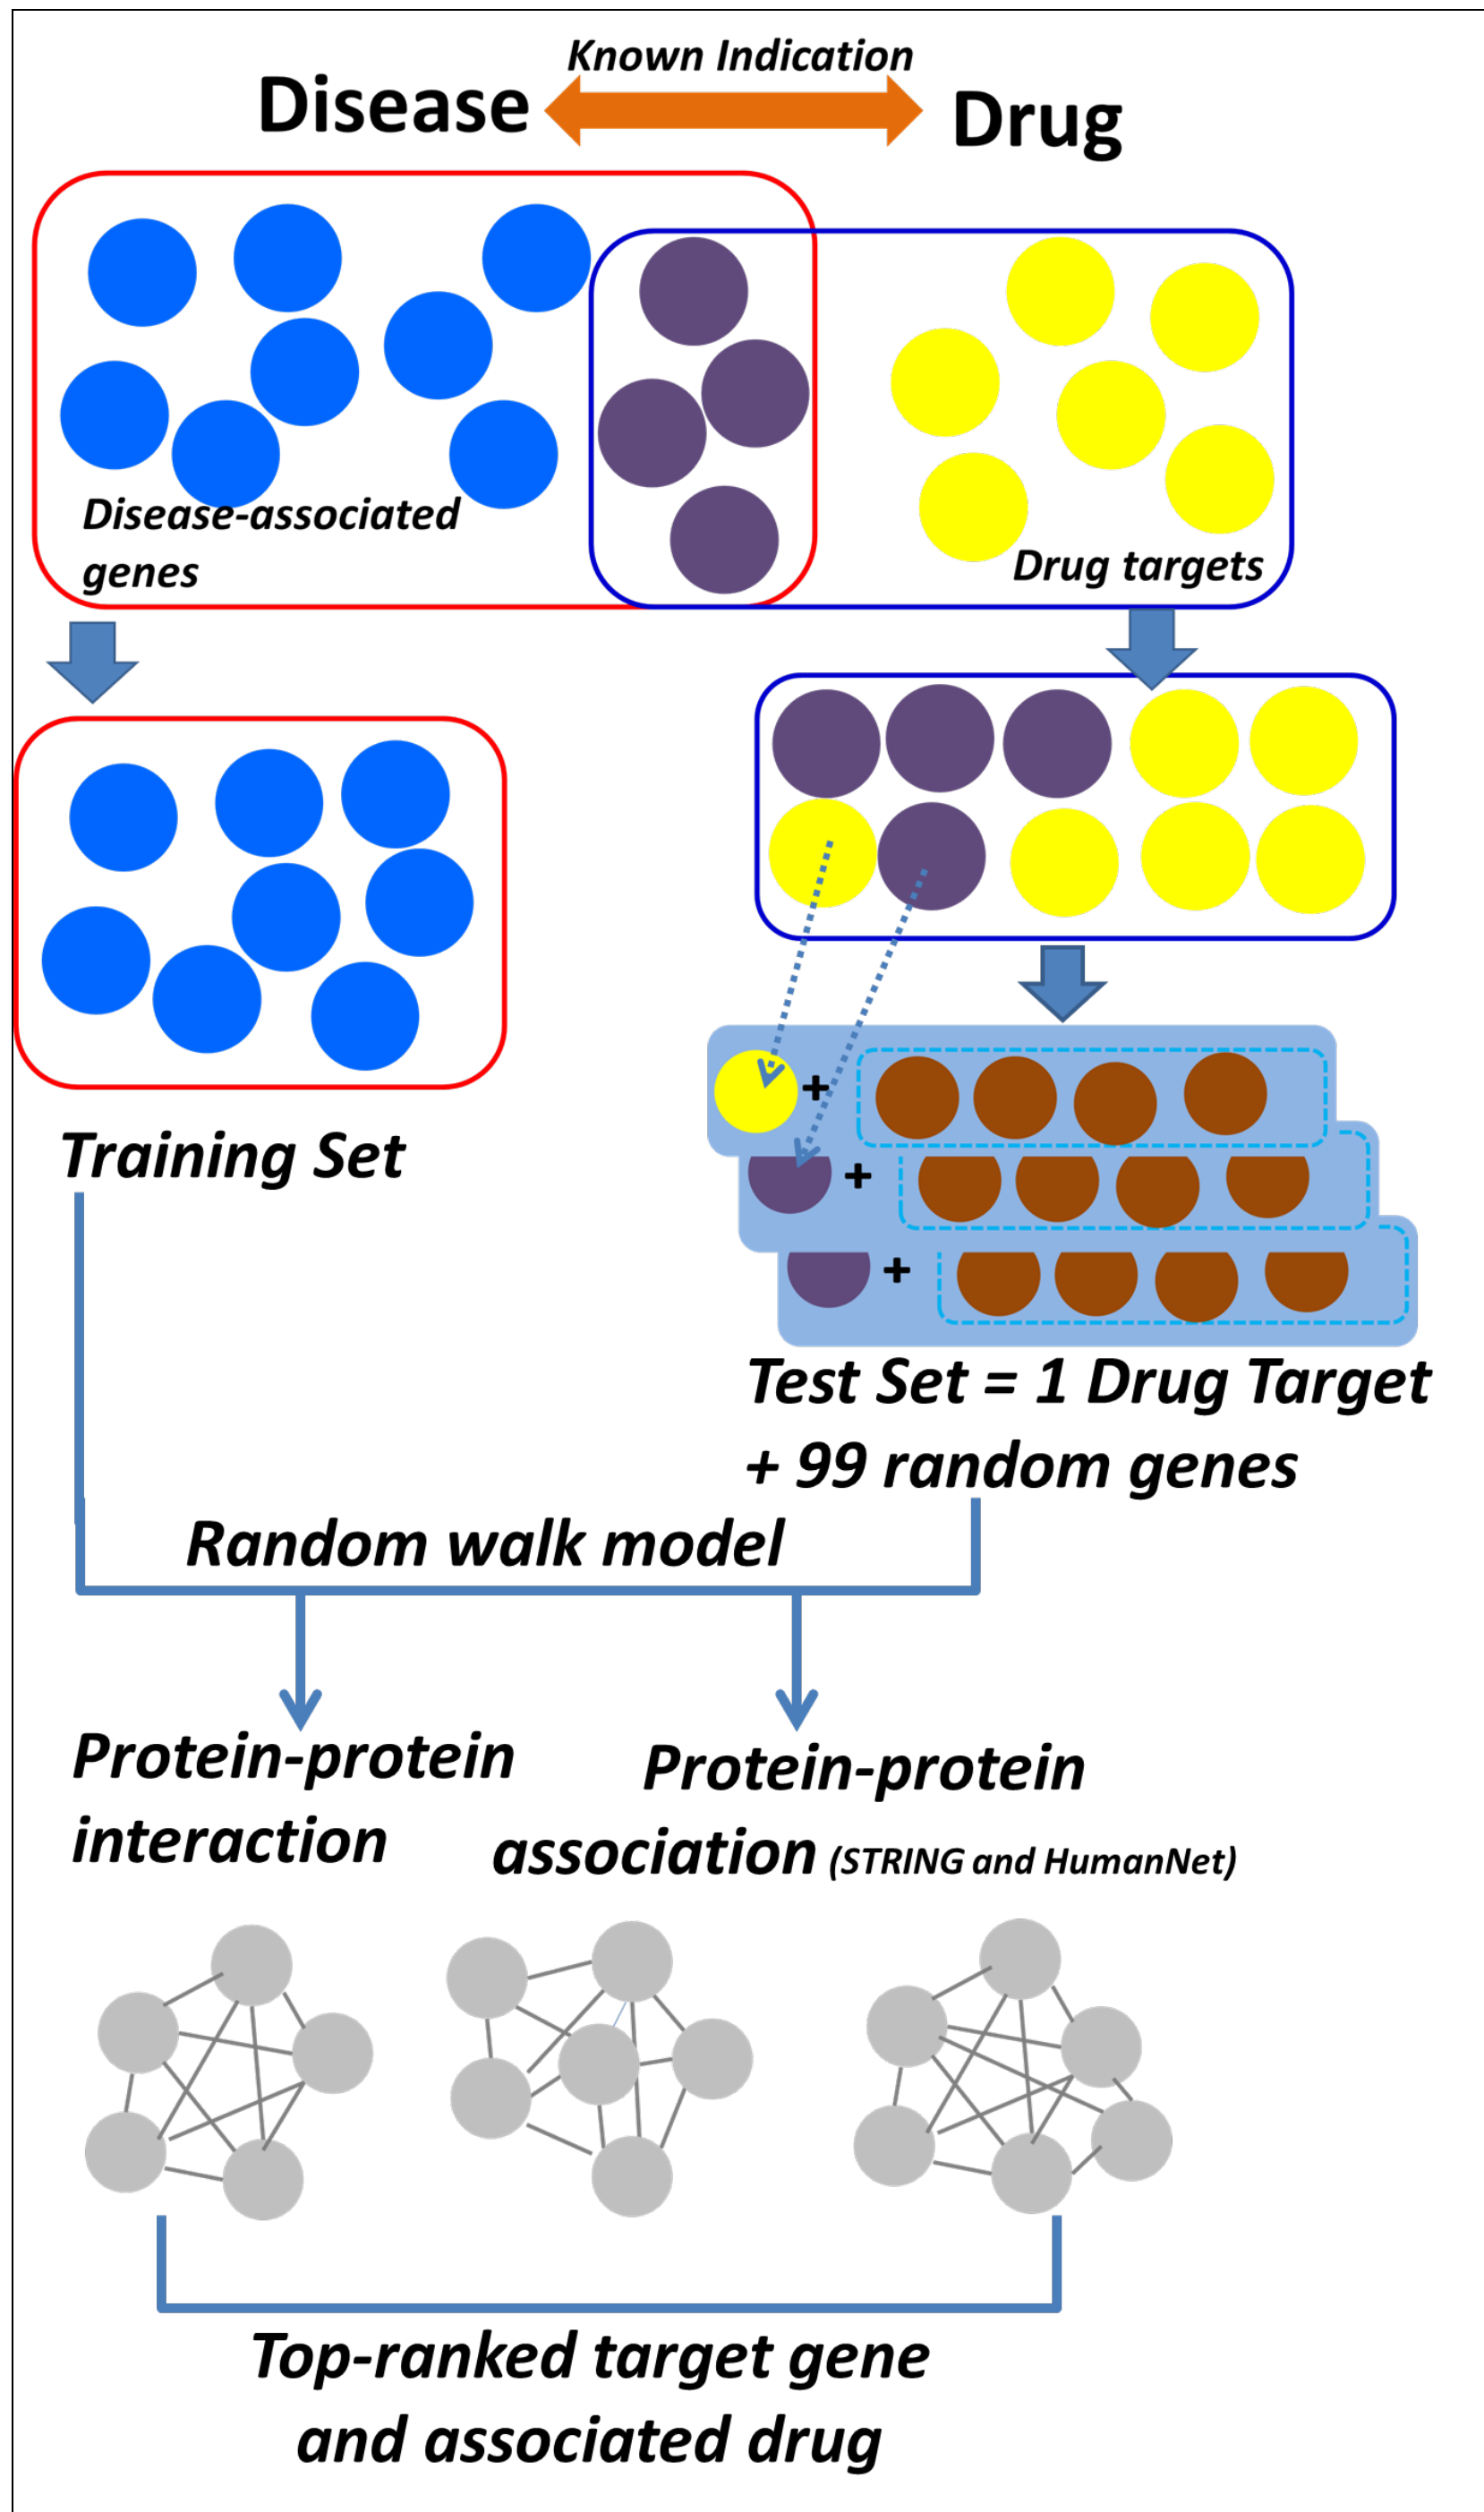 Known Indication
Disease
Drug
Disease-associated
genes
Drug targets
+
+
+
Training Set
Test Set = 1 Drug Target
+ 99 random genes
Random walk model
Protein-protein
interaction
Protein-protein
association (STRING and HumanNet)
Top-ranked target gene
and associated drug